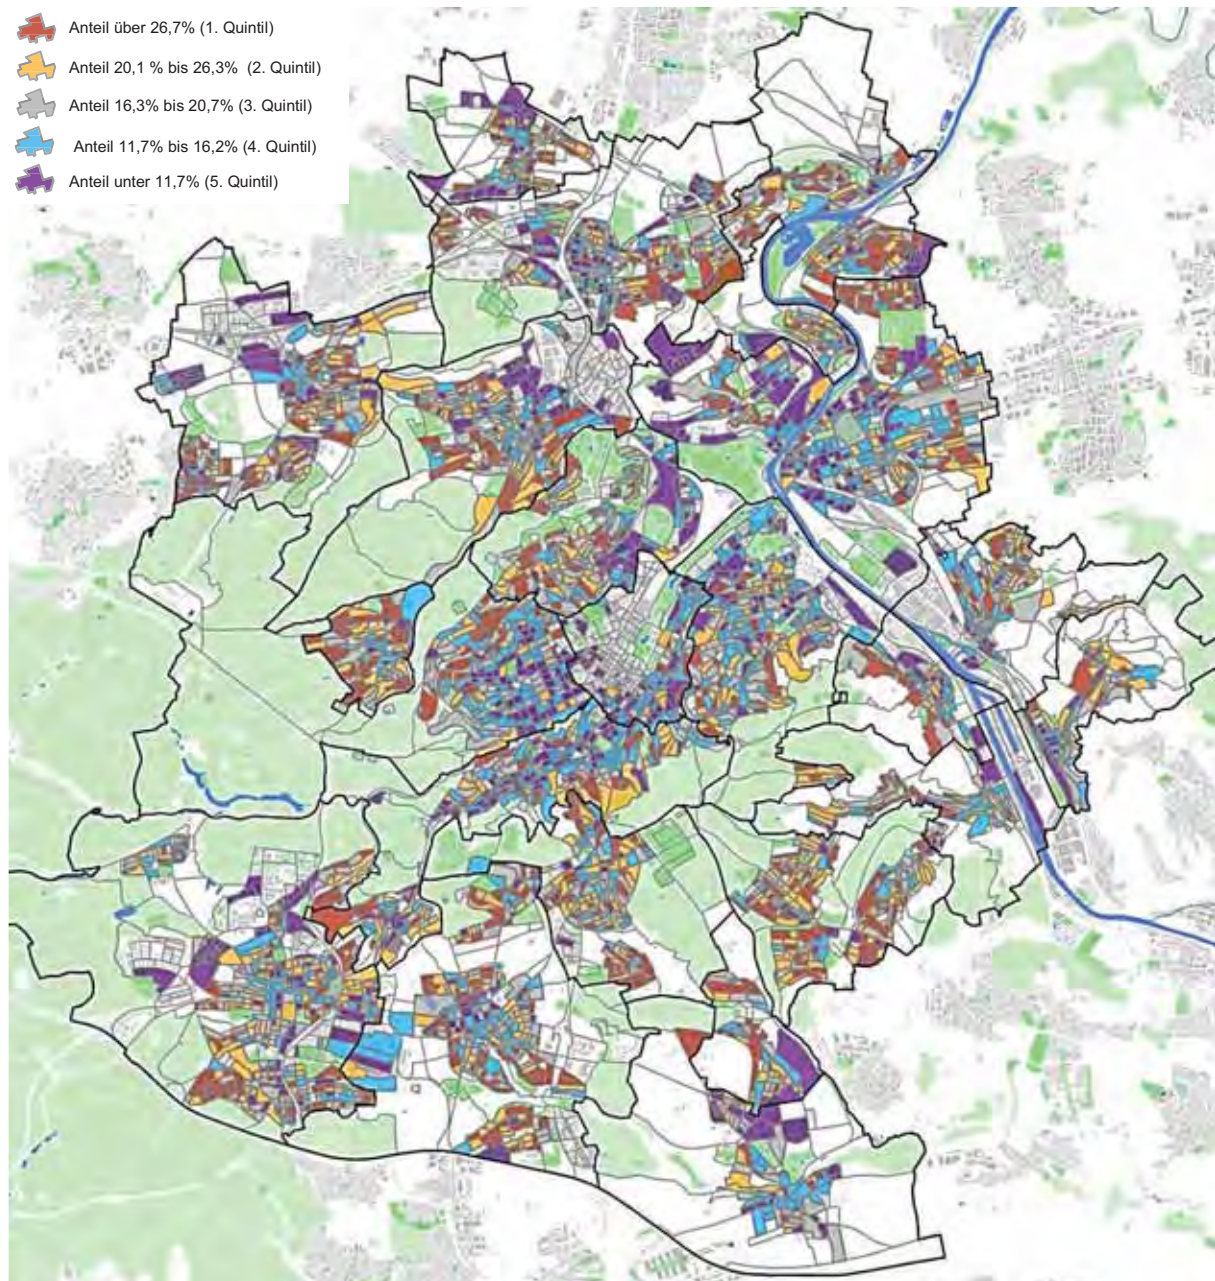 Anteil über 26,7% (1. Quintil)
Anteil 20,1 % bis 26,3% (2. Quintil)
Anteil 16,3% bis 20,7% (3. Quintil)
Anteil 11,7% bis 16,2% (4. Quintil)
Anteil unter 11,7% (5. Quintil)